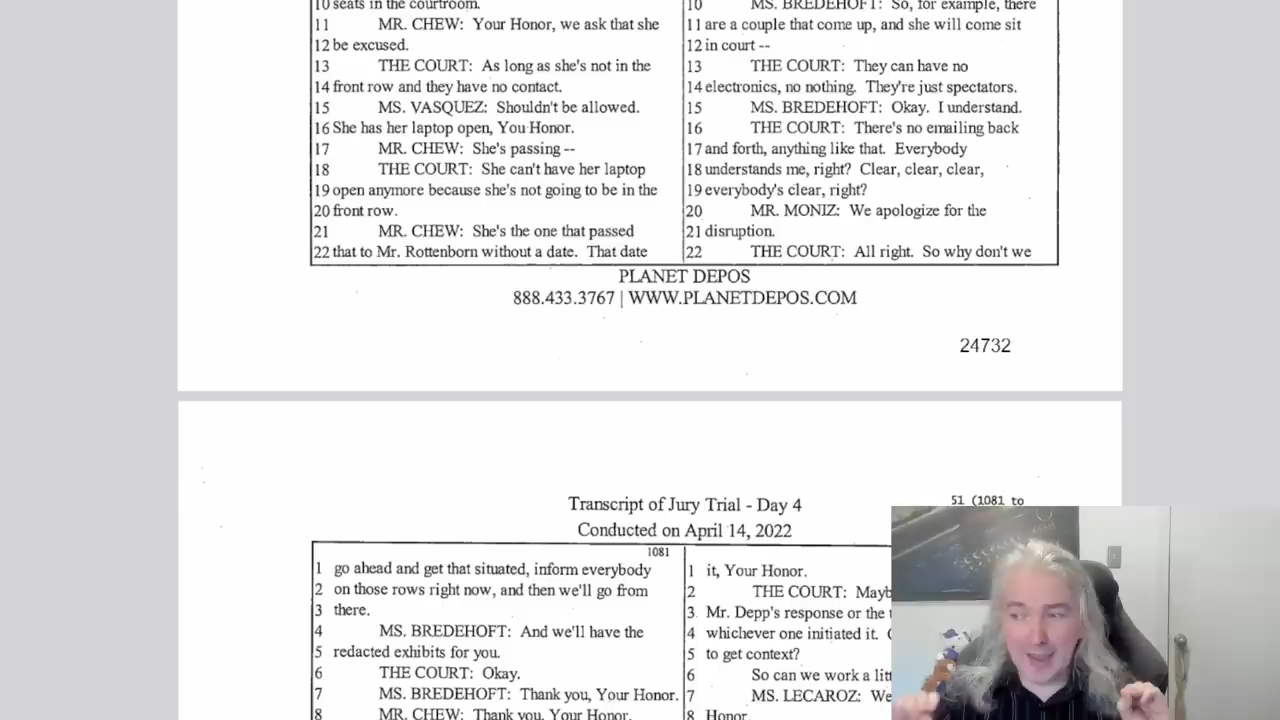 10 seats in the courtroom.
11 MR. CHEW: Your Honor, we ask that she
12 be excused.
13 THE COURT: As long as she's not in the
14 front row and they have no contact.
15 MS. VASQUEZ: Shouldn't be allowed.
16 She has her laptop open, You Honor.
17 MR. CHEW: She's passing --
18 THE COURT: She can't have her laptop
19 open anymore because she's not going to be in the
20 front row.
21 MR. CHEW: She's the one that passed
22 that to Mr. Rottenborn without a date. That date
10 MS. BREDEHOFT: So, for example, there
11 are a couple that come up, and she will come sit
12 in court --
13 THE COURT: They can have no
14 electronics, no nothing. They're just spectators.
15 MS. BREDEHOFT: Okay. I understand.
16 THE COURT: There's no emailing back
17 and forth, anything like that. Everybody
18 understands me, right? Clear, clear, clear,
19 everybody's clear, right?
20 MR. MONIZ: We apologize for the
21 disruption.
22 THE COURT: All right. So why don't we
PLANET DEPOS
888.433.3767 | WWW.PLANETDEPOS.COM
24732
Transcript of Jury Trial - Day 4
Conducted on April 14, 2022
51 (1081 to
1081
1 go ahead and get that situated, inform everybody
2 on those rows right now, and then we'll go from
3 there.
4 MS. BREDEHOFT: And we'll have the
5 redacted exhibits for you.
6 THE COURT: Okay.
7 MS. BREDEHOFT: Thank you, Your Honor.
8 MR. CHEW: Thank you, Your Honor.
1 it, Your Honor.
2 THE COURT: Mayb
3 Mr. Depp's response or the
4 whichever one initiated it.
5 to get context?
6 So can we work a litt
7 MS. LECAROZ: We
8 Honor.